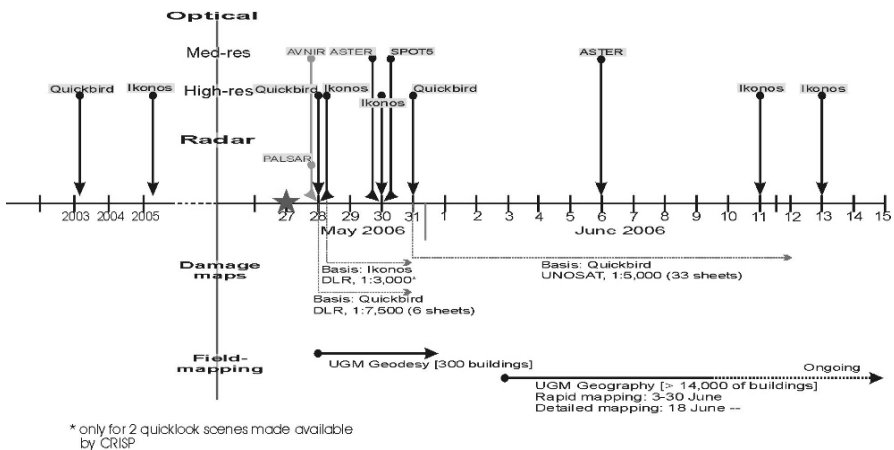 Optical
Med-res
AVNIR ASTER SPOT5 ASTER
Quickbird Ikonos High-res Quickbird Ikonos Ikonos Quickbird Ikonos Ikonos
Radar
PALSAR
2003 2004 2005 27 28 29 30 31 1 2 3 4 5 6 7 8 9 10 11 12 13 14 15
May 2006 June 2006
Damage
maps
Basis: Ikonos
DLR, 1:3,000*
Basis: Quickbird
UNOSAT, 1:5,000 (33 sheets)
Basis: Quickbird
DLR, 1:7,500 (6 sheets)
Field-
mapping
UGM Geodesy [300 buildings]
Ongoing
UGM Geography [> 14,000 of buildings]
Rapid mapping: 3-30 June
Detailed mapping: 18 June --
* only for 2 quicklook scenes made available
by CRISP